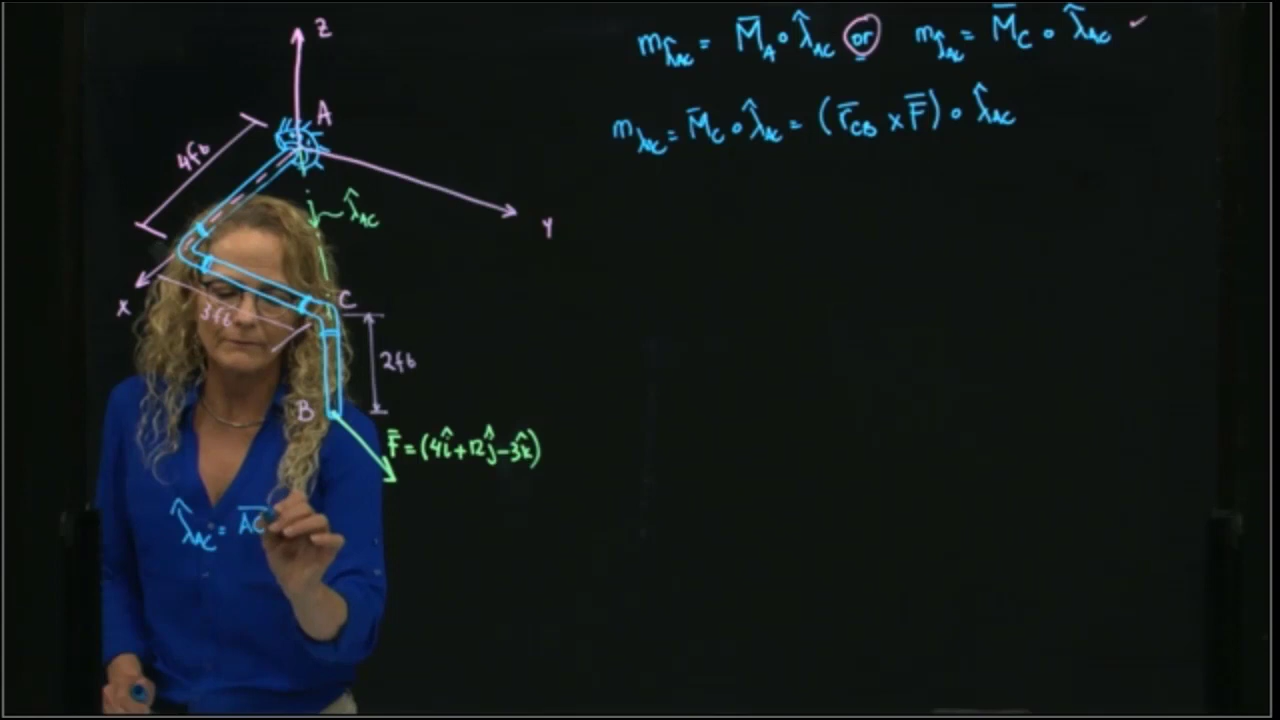 m_λ̂AC = M̄_A ∘ λ̂_AC or m_λ̂AC = M̄_C ∘ λ̂_AC ✓
m_λAC = M̄_C ∘ λ̂_AC = (r̄_CB × F̄) ∘ λ̂_AC
Z
A
4ft
λ̂_AC
Y
X
C
3ft
2ft
B
F̄ = (4î + 12ĵ - 3k̂)
λ̂_AC = AC